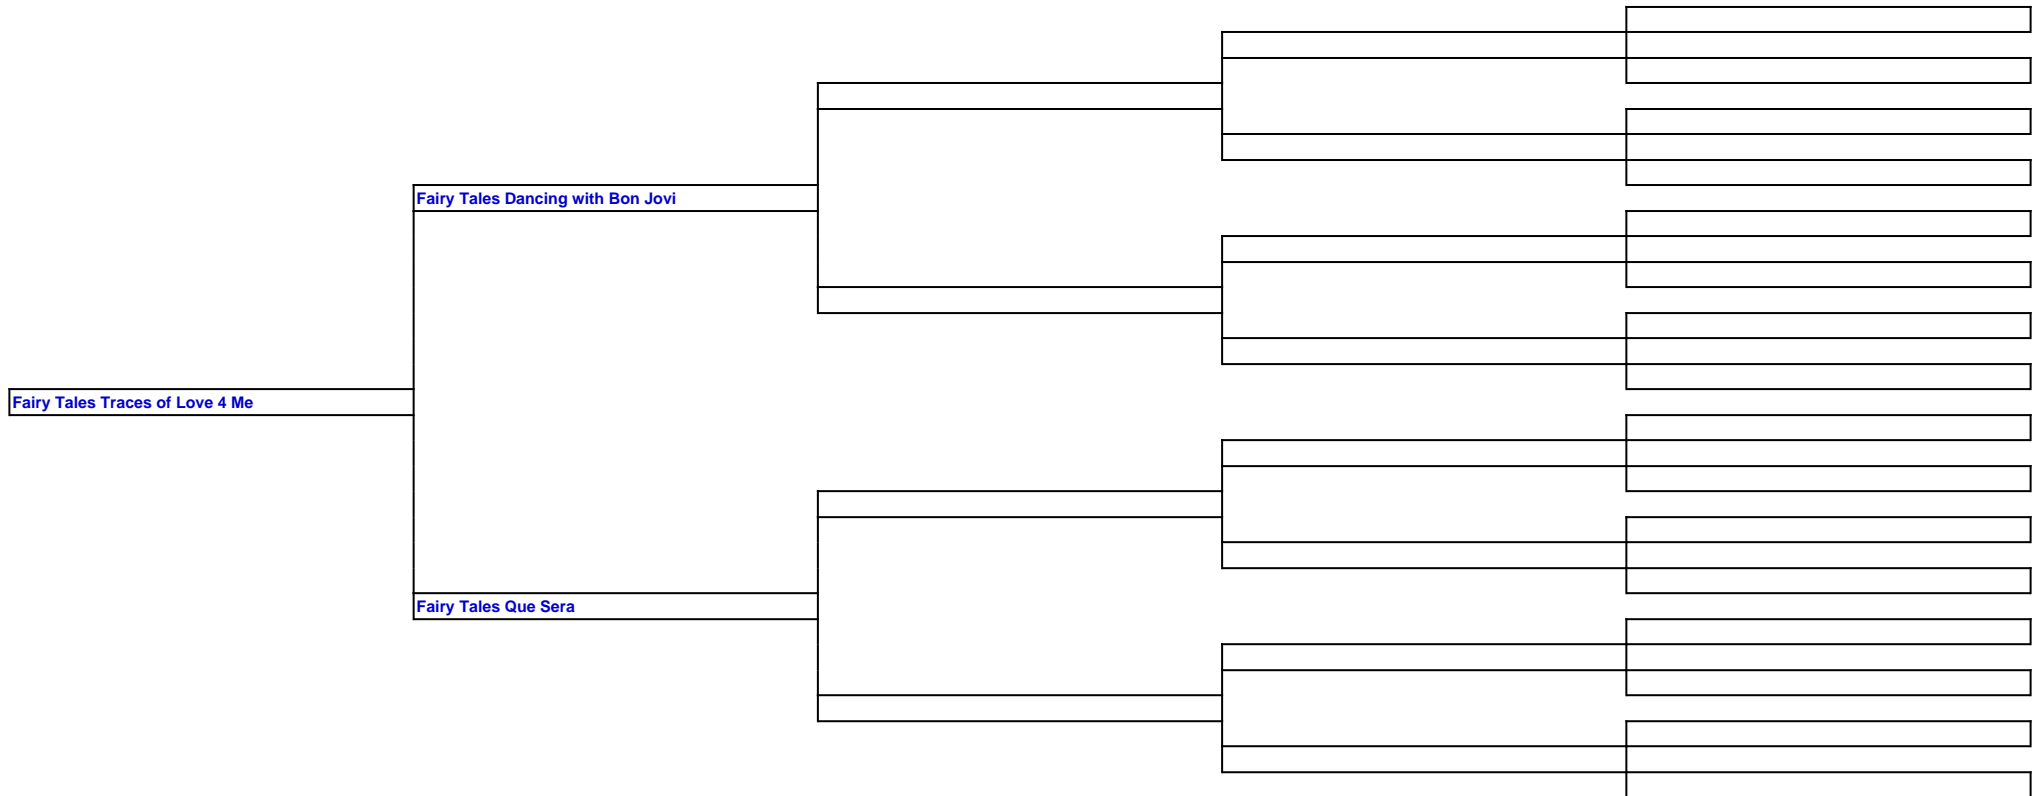 Fairy Tales Dancing with Bon Jovi
Fairy Tales Traces of Love 4 Me
Fairy Tales Que Sera